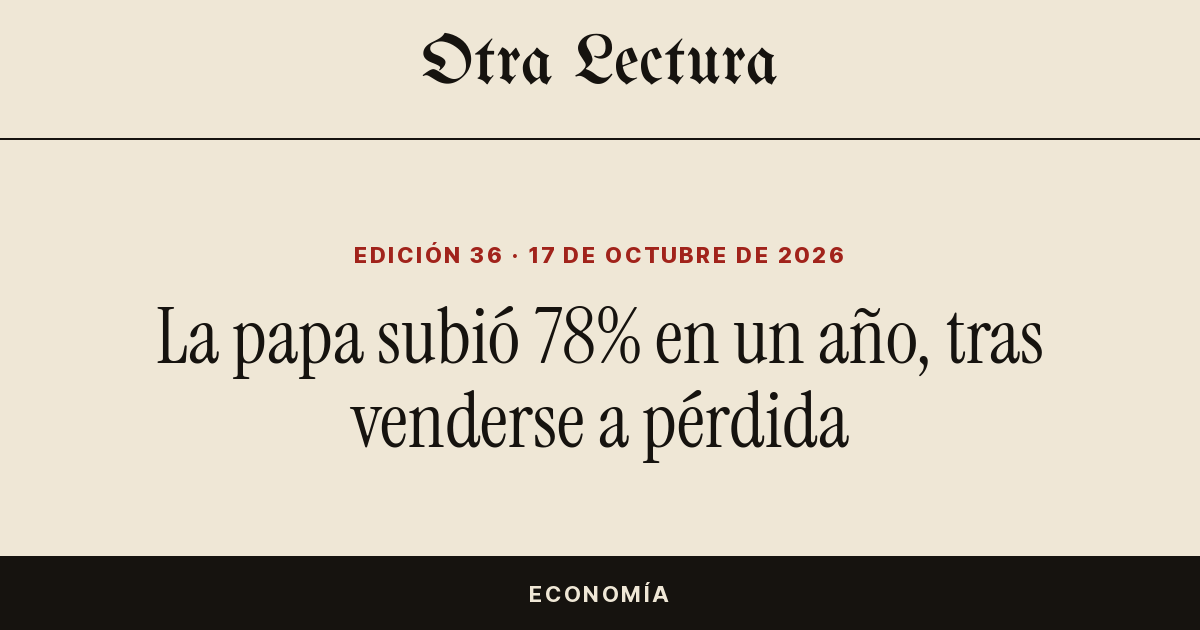 Otra Lectura
EDICIÓN 36 · 17 DE OCTUBRE DE 2026
La papa subió 78% en un año, tras
venderse a pérdida
ECONOMÍA